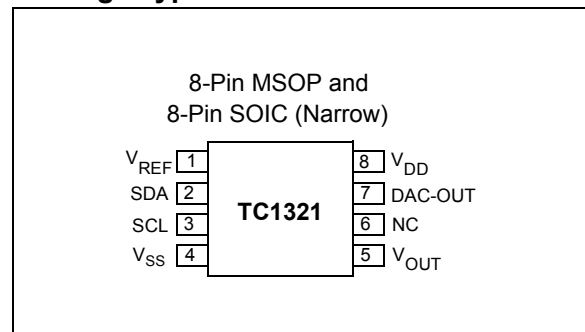 8-Pin MSOP and
8-Pin SOIC (Narrow)
VREF 1
SDA 2
SCL 3
VSS 4
TC1321
8 VDD
7 DAC-OUT
6 NC
5 VOUT